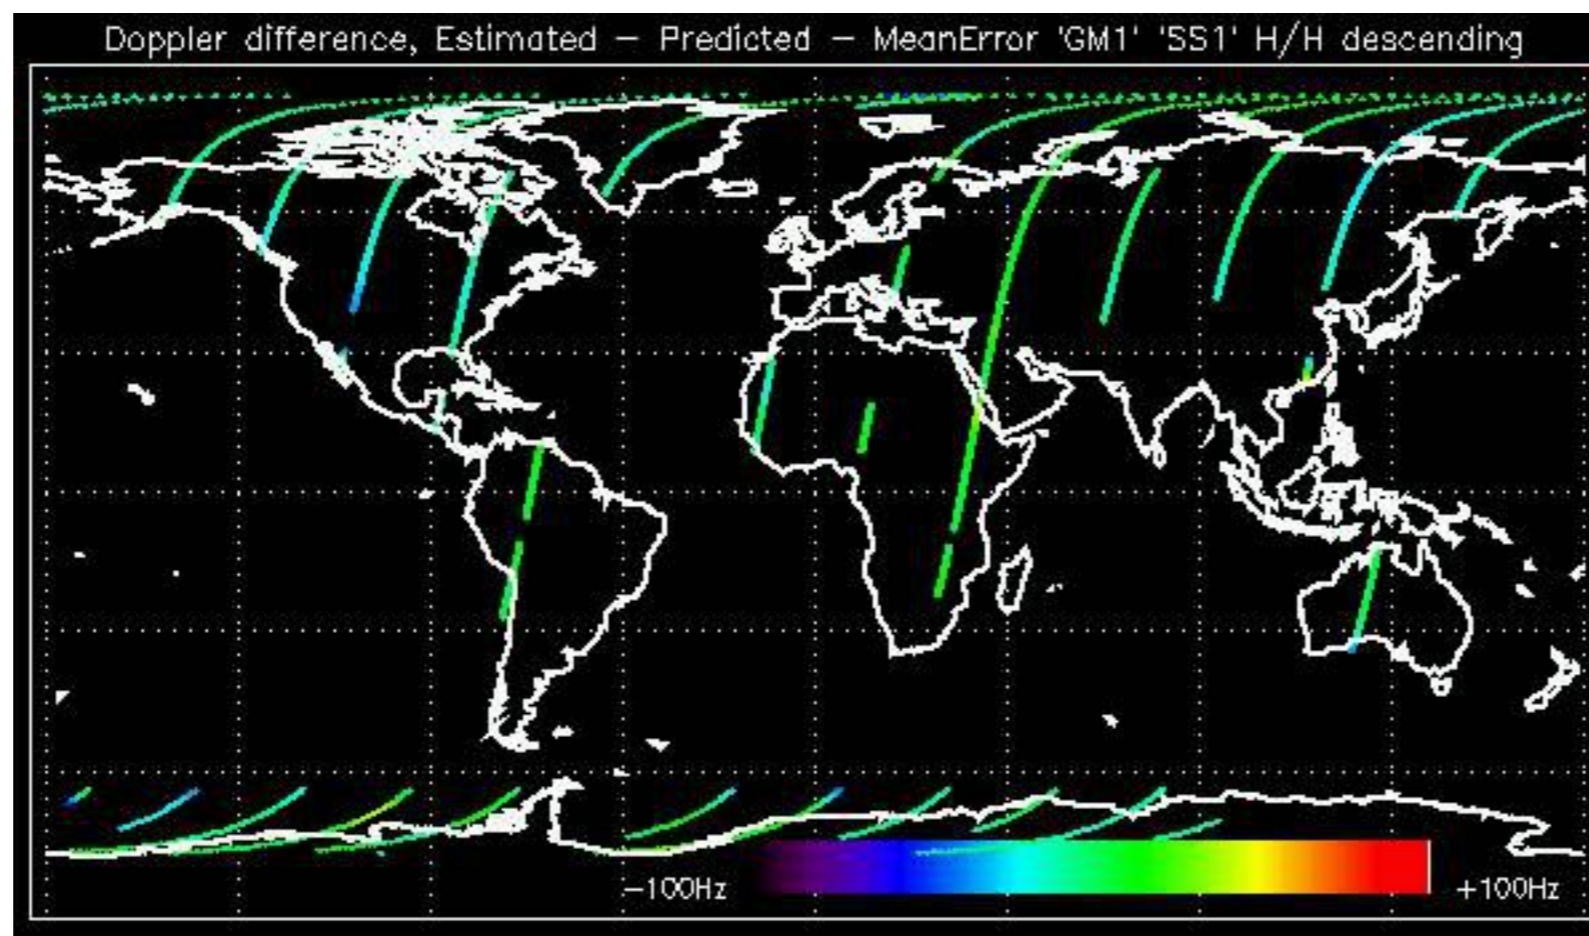 Doppler difference, Estimated — Predicted — MeanError 'GM1' 'SS1' H/H descending
—100Hz
+100Hz